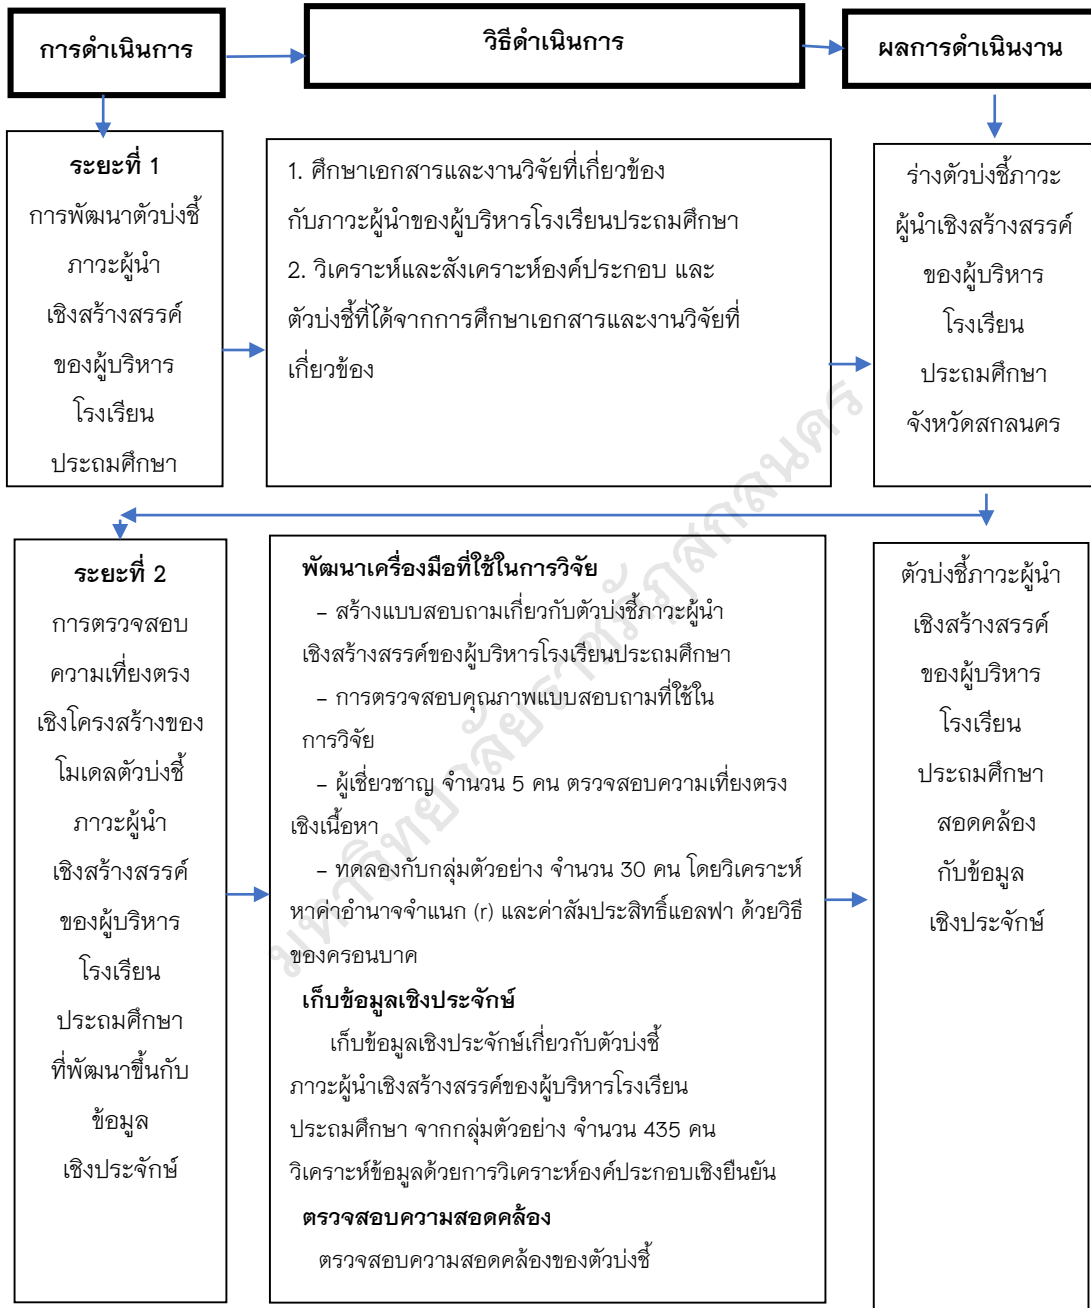 การดำเนินการ
วิธีดำเนินการ
ผลการดำเนินงาน
ระยะที่ 1
การพัฒนาตัวบ่งชี้
ภาวะผู้นำ
เชิงสร้างสรรค์
ของผู้บริหาร
โรงเรียน
ประถมศึกษา
1. ศึกษาเอกสารและงานวิจัยที่เกี่ยวข้อง
กับภาวะผู้นำของผู้บริหารโรงเรียนประถมศึกษา
2. วิเคราะห์และสังเคราะห์องค์ประกอบ และ
ตัวบ่งชี้ที่ได้จากการศึกษาเอกสารและงานวิจัยที่
เกี่ยวข้อง
ร่างตัวบ่งชี้ภาวะ
ผู้นำเชิงสร้างสรรค์
ของผู้บริหาร
โรงเรียน
ประถมศึกษา
จังหวัดสกลนคร
ระยะที่ 2
การตรวจสอบ
ความเที่ยงตรง
เชิงโครงสร้างของ
โมเดลตัวบ่งชี้
ภาวะผู้นำ
เชิงสร้างสรรค์
ของผู้บริหาร
โรงเรียน
ประถมศึกษา
ที่พัฒนาขึ้นกับ
ข้อมูล
เชิงประจักษ์
พัฒนาเครื่องมือที่ใช้ในการวิจัย
– สร้างแบบสอบถามเกี่ยวกับตัวบ่งชี้ภาวะผู้นำ
เชิงสร้างสรรค์ของผู้บริหารโรงเรียนประถมศึกษา
– การตรวจสอบคุณภาพแบบสอบถามที่ใช้ใน
การวิจัย
– ผู้เชี่ยวชาญ จำนวน 5 คน ตรวจสอบความเที่ยงตรง
เชิงเนื้อหา
– ทดลองกับกลุ่มตัวอย่าง จำนวน 30 คน โดยวิเคราะห์
หาค่าอำนาจจำแนก (r) และค่าสัมประสิทธิ์แอลฟา ด้วยวิธี
ของครอนบาค
เก็บข้อมูลเชิงประจักษ์
เก็บข้อมูลเชิงประจักษ์เกี่ยวกับตัวบ่งชี้
ภาวะผู้นำเชิงสร้างสรรค์ของผู้บริหารโรงเรียน
ประถมศึกษา จากกลุ่มตัวอย่าง จำนวน 435 คน
วิเคราะห์ข้อมูลด้วยการวิเคราะห์องค์ประกอบเชิงยืนยัน
ตรวจสอบความสอดคล้อง
ตรวจสอบความสอดคล้องของตัวบ่งชี้
ตัวบ่งชี้ภาวะผู้นำ
เชิงสร้างสรรค์
ของผู้บริหาร
โรงเรียน
ประถมศึกษา
สอดคล้อง
กับข้อมูล
เชิงประจักษ์
มหาวิทยาลัยราชภัฏสกลนคร